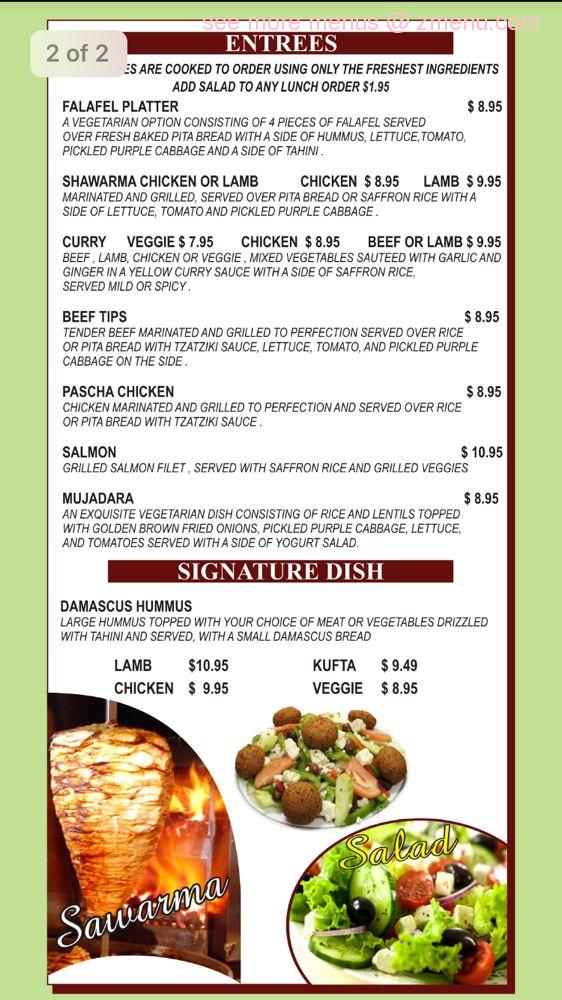 see more menus @ zmenu.com
2 of 2
ENTREES
ES ARE COOKED TO ORDER USING ONLY THE FRESHEST INGREDIENTS
ADD SALAD TO ANY LUNCH ORDER $1.95
FALAFEL PLATTER $ 8.95
A VEGETARIAN OPTION CONSISTING OF 4 PIECES OF FALAFEL SERVED
OVER FRESH BAKED PITA BREAD WITH A SIDE OF HUMMUS, LETTUCE,TOMATO,
PICKLED PURPLE CABBAGE AND A SIDE OF TAHINI .
SHAWARMA CHICKEN OR LAMB CHICKEN $ 8.95 LAMB $ 9.95
MARINATED AND GRILLED, SERVED OVER PITA BREAD OR SAFFRON RICE WITH A
SIDE OF LETTUCE, TOMATO AND PICKLED PURPLE CABBAGE .
CURRY VEGGIE $ 7.95 CHICKEN $ 8.95 BEEF OR LAMB $ 9.95
BEEF , LAMB, CHICKEN OR VEGGIE , MIXED VEGETABLES SAUTEED WITH GARLIC AND
GINGER IN A YELLOW CURRY SAUCE WITH A SIDE OF SAFFRON RICE,
SERVED MILD OR SPICY .
BEEF TIPS $ 8.95
TENDER BEEF MARINATED AND GRILLED TO PERFECTION SERVED OVER RICE
OR PITA BREAD WITH TZATZIKI SAUCE, LETTUCE, TOMATO, AND PICKLED PURPLE
CABBAGE ON THE SIDE .
PASCHA CHICKEN $ 8.95
CHICKEN MARINATED AND GRILLED TO PERFECTION AND SERVED OVER RICE
OR PITA BREAD WITH TZATZIKI SAUCE .
SALMON $ 10.95
GRILLED SALMON FILET , SERVED WITH SAFFRON RICE AND GRILLED VEGGIES
MUJADARA $ 8.95
AN EXQUISITE VEGETARIAN DISH CONSISTING OF RICE AND LENTILS TOPPED
WITH GOLDEN BROWN FRIED ONIONS, PICKLED PURPLE CABBAGE, LETTUCE,
AND TOMATOES SERVED WITH A SIDE OF YOGURT SALAD.
SIGNATURE DISH
DAMASCUS HUMMUS
LARGE HUMMUS TOPPED WITH YOUR CHOICE OF MEAT OR VEGETABLES DRIZZLED
WITH TAHINI AND SERVED, WITH A SMALL DAMASCUS BREAD
LAMB $10.95 KUFTA $ 9.49
CHICKEN $ 9.95 VEGGIE $ 8.95
Salad
Sawarma